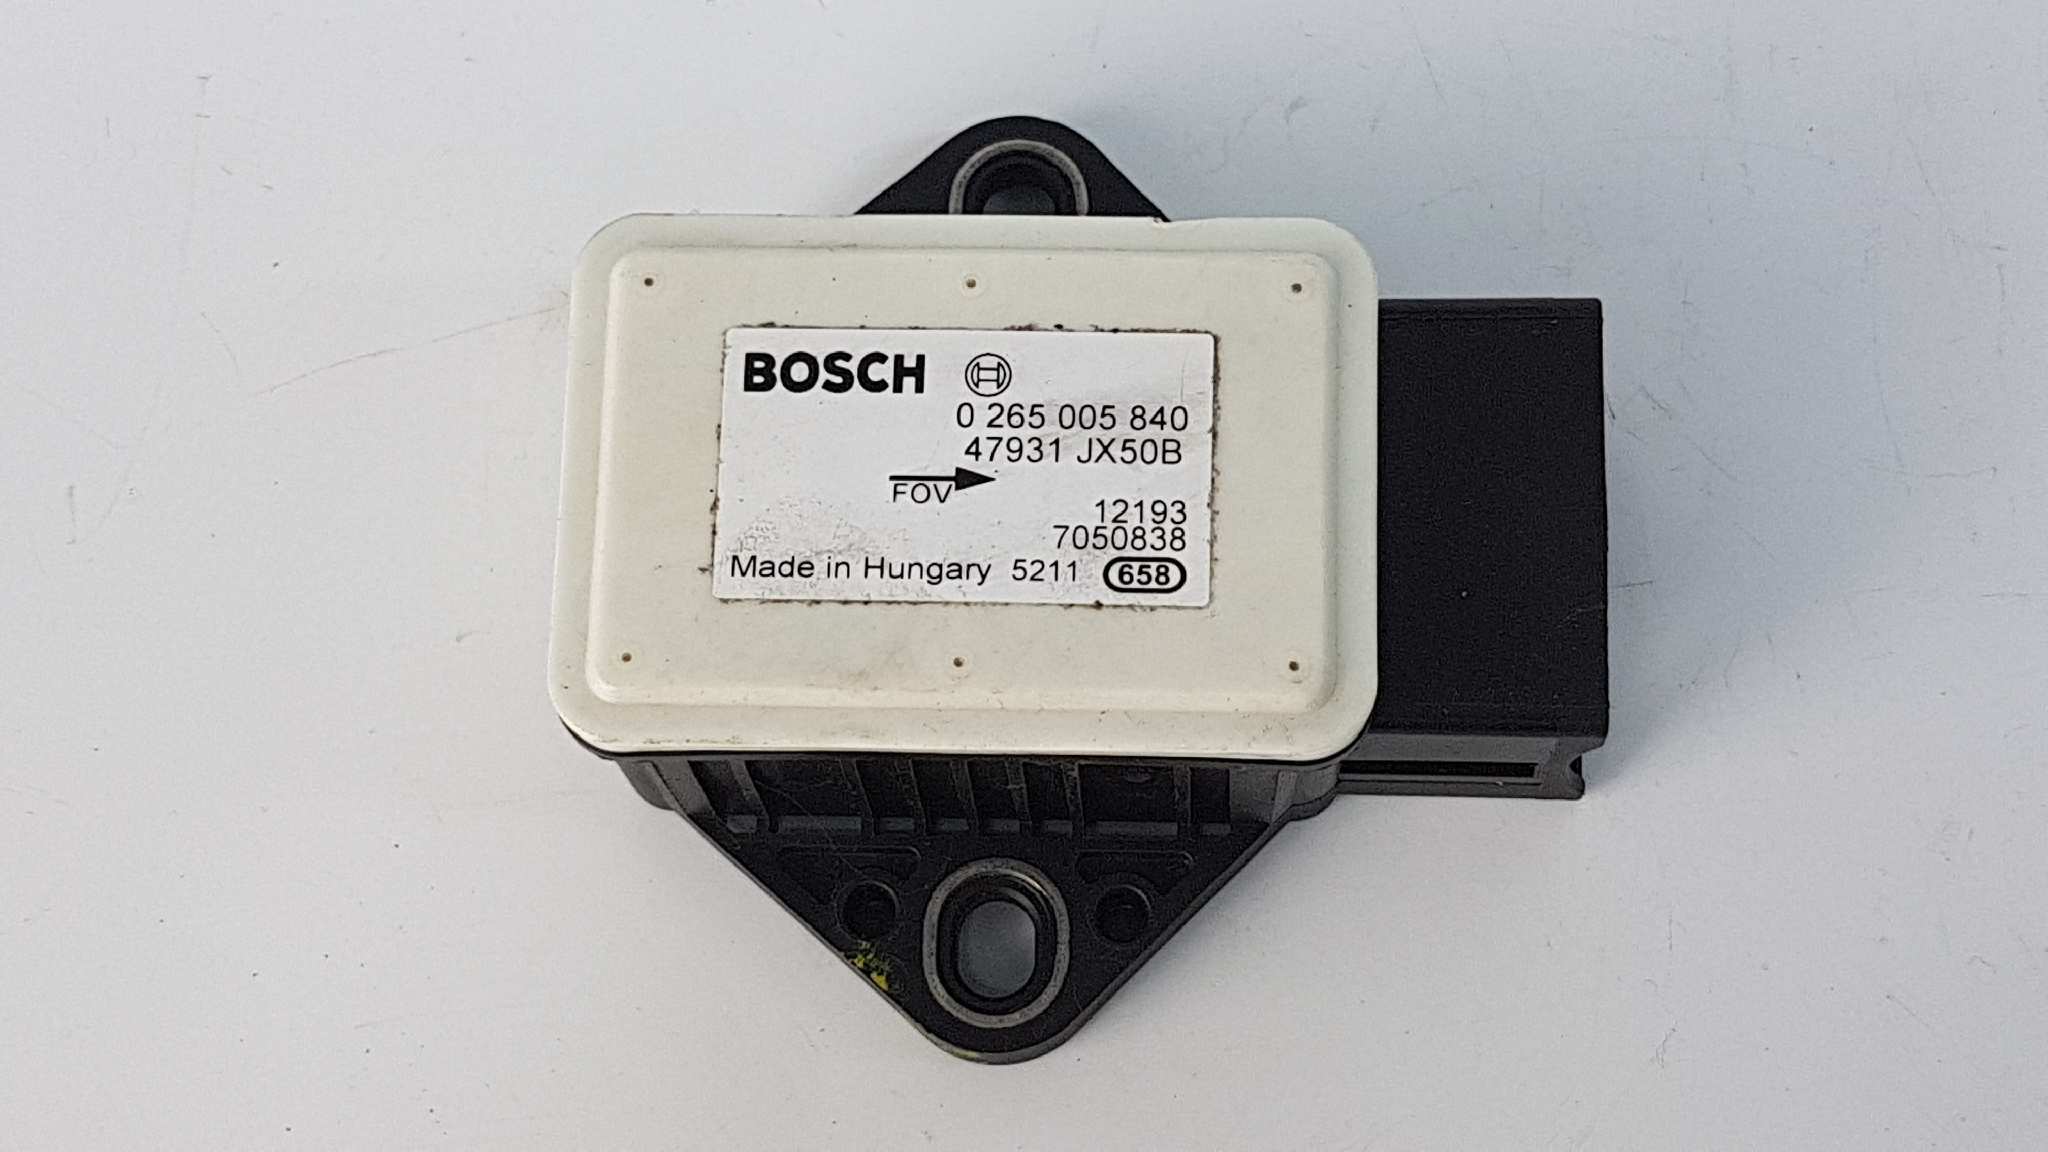 BOSCH
0 265 005 840
47931 JX50B
FOV
12193
7050838
Made in Hungary 5211 658